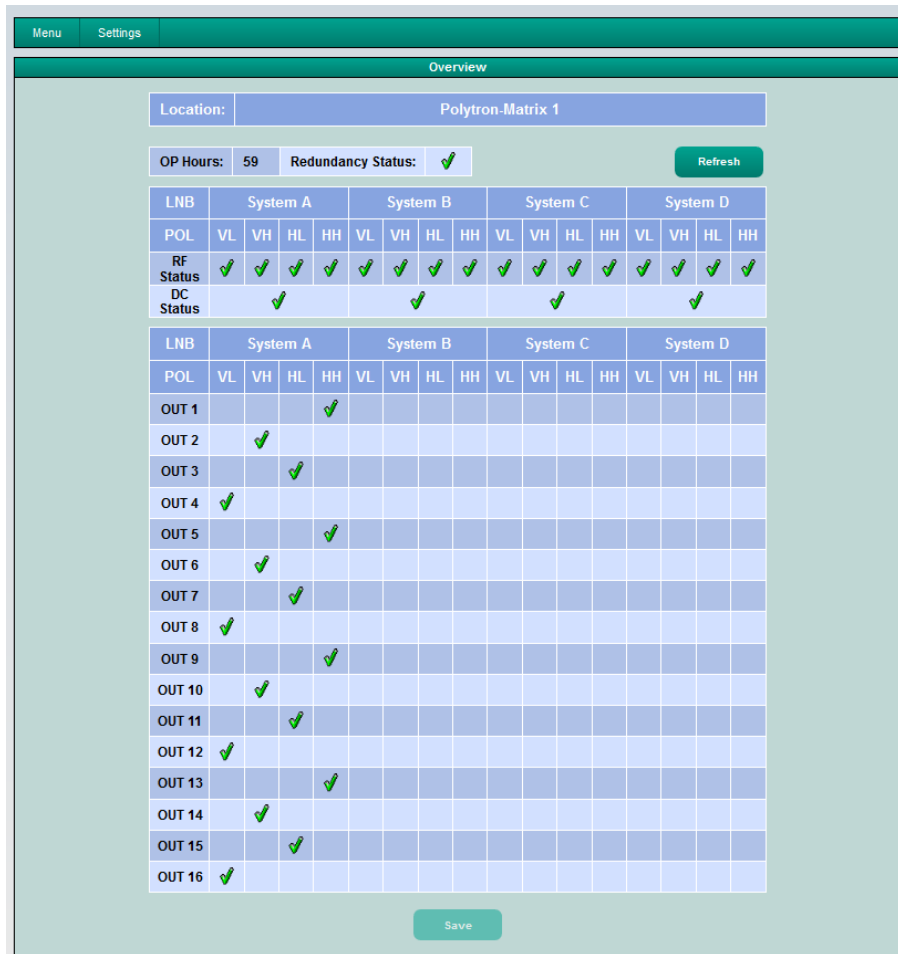 Menu Settings
Overview
Location: Polytron-Matrix 1
OP Hours: 59 Redundancy Status: Refresh
LNB System A System B System C System D
POL VL VH HL HH VL VH HL HH VL VH HL HH VL VH HL HH
RF
Status
DC
Status
LNB System A System B System C System D
POL VL VH HL HH VL VH HL HH VL VH HL HH VL VH HL HH
OUT 1
OUT 2
OUT 3
OUT 4
OUT 5
OUT 6
OUT 7
OUT 8
OUT 9
OUT 10
OUT 11
OUT 12
OUT 13
OUT 14
OUT 15
OUT 16
Save